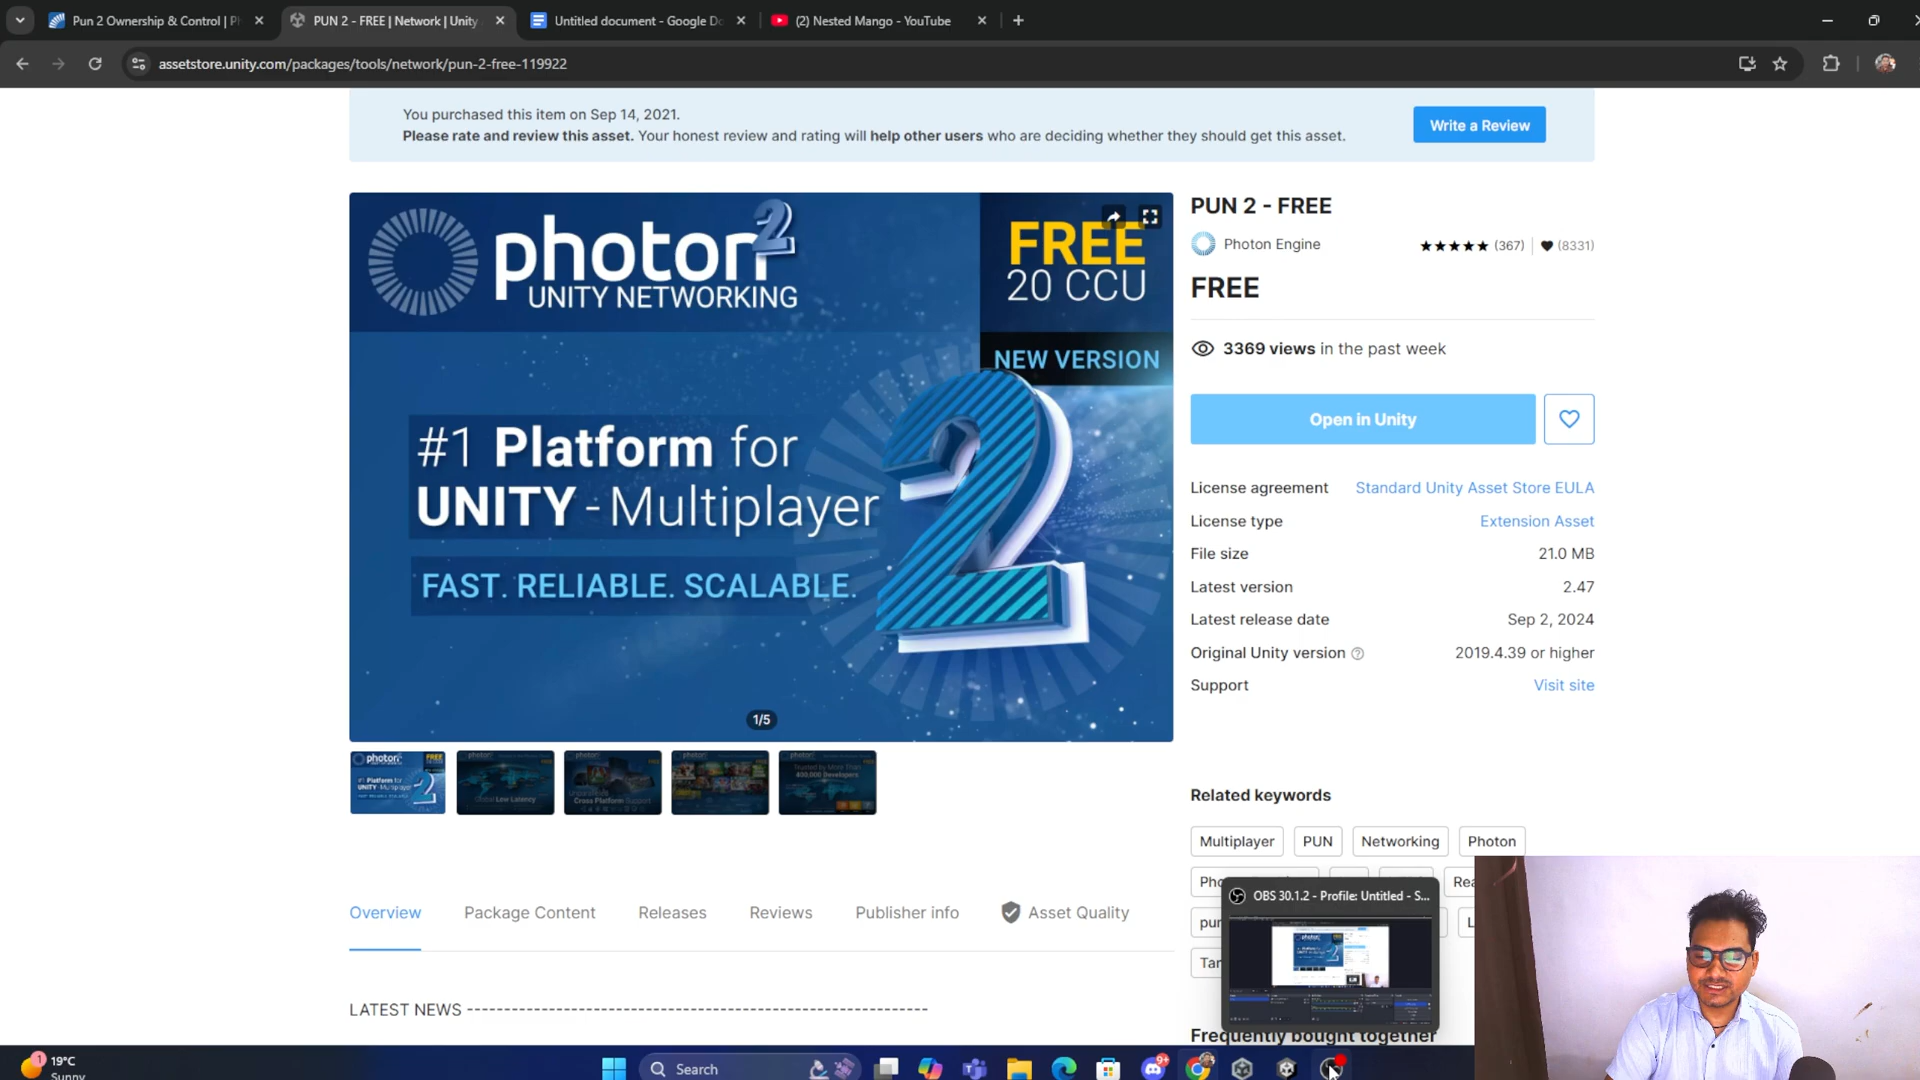 Pun 2 Ownership & Control | P
PUN 2 - FREE | Network | Unity
Untitled document - Google Do
(2) Nested Mango - YouTube
assetstore.unity.com/packages/tools/network/pun-2-free-119922
You purchased this item on Sep 14, 2021.
Please rate and review this asset. Your honest review and rating will help other users who are deciding whether they should get this asset.
Write a Review
photon 2
UNITY NETWORKING
FREE
20 CCU
NEW VERSION
#1 Platform for
UNITY - Multiplayer
FAST. RELIABLE. SCALABLE.
2
1/5
PUN 2 - FREE
Photon Engine
(367)
(8331)
FREE
3369 views in the past week
Open in Unity
License agreement
Standard Unity Asset Store EULA
License type
Extension Asset
File size
21.0 MB
Latest version
2.47
Latest release date
Sep 2, 2024
Original Unity version
2019.4.39 or higher
Support
Visit site
Related keywords
Multiplayer
PUN
Networking
Photon
Pho
Rea
pun
L
Tan
OBS 30.1.2 - Profile: Untitled - S...
Frequently bought together
Overview
Package Content
Releases
Reviews
Publisher info
Asset Quality
LATEST NEWS --------------------------------------------------------------
1
19°C
Sunny
Search
9+